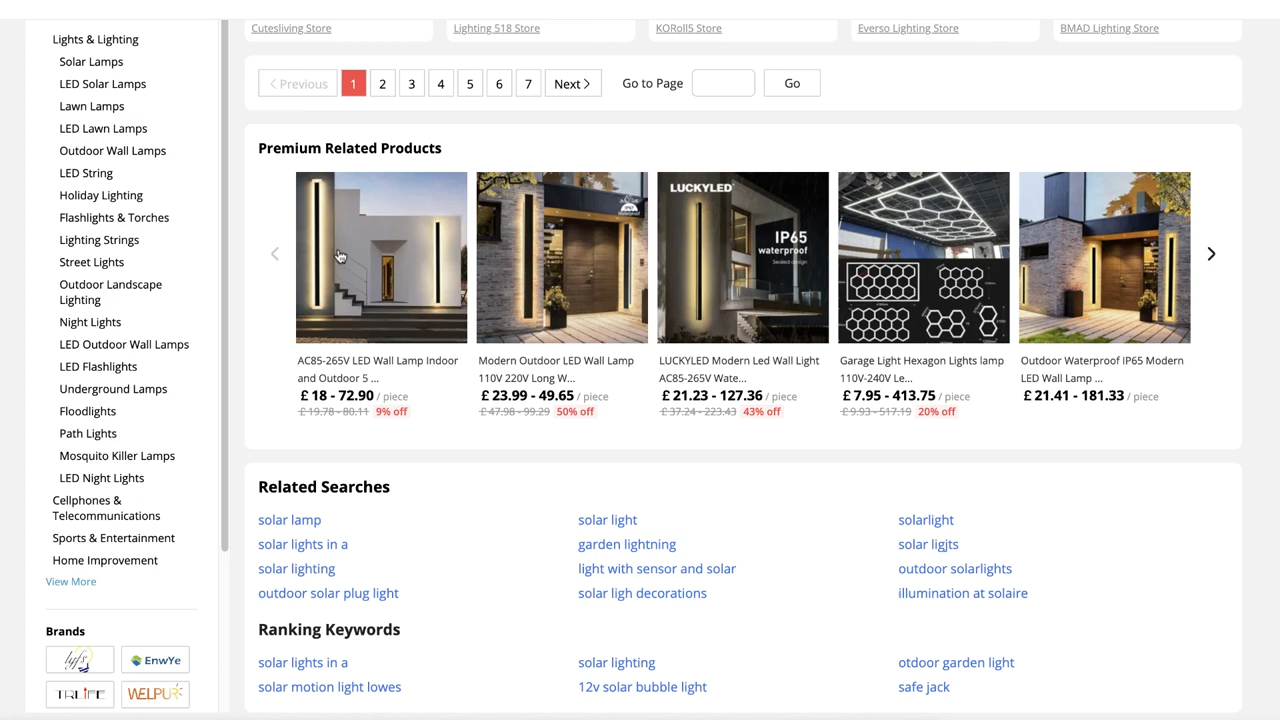 Cutesliving Store
Lighting 518 Store
KORoll5 Store
Everso Lighting Store
BMAD Lighting Store
Lights & Lighting
Solar Lamps
LED Solar Lamps
Lawn Lamps
LED Lawn Lamps
Outdoor Wall Lamps
LED String
Holiday Lighting
Flashlights & Torches
Lighting Strings
Street Lights
Outdoor Landscape
Lighting
Night Lights
LED Outdoor Wall Lamps
LED Flashlights
Underground Lamps
Floodlights
Path Lights
Mosquito Killer Lamps
LED Night Lights
Cellphones &
Telecommunications
Sports & Entertainment
Home Improvement
View More
Brands
lyfs
EnwYe
TRLIFE
WELPUR
Previous 1 2 3 4 5 6 7 Next Go to Page Go
Premium Related Products
IP67
waterproof
LUCKYLED
IP65
waterproof
Sealed design
AC85-265V LED Wall Lamp Indoor
and Outdoor 5 ...
£ 18 - 72.90 / piece
£ 19.78 - 80.11 9% off
Modern Outdoor LED Wall Lamp
110V 220V Long W...
£ 23.99 - 49.65 / piece
£ 47.98 - 99.29 50% off
LUCKYLED Modern Led Wall Light
AC85-265V Wate...
£ 21.23 - 127.36 / piece
£ 37.24 - 223.43 43% off
Garage Light Hexagon Lights lamp
110V-240V Le...
£ 7.95 - 413.75 / piece
£ 9.93 - 517.19 20% off
Outdoor Waterproof IP65 Modern
LED Wall Lamp ...
£ 21.41 - 181.33 / piece
Related Searches
solar lamp
solar light
solarlight
solar lights in a
garden lightning
solar ligjts
solar lighting
light with sensor and solar
outdoor solarlights
outdoor solar plug light
solar ligh decorations
illumination at solaire
Ranking Keywords
solar lights in a
solar lighting
otdoor garden light
solar motion light lowes
12v solar bubble light
safe jack